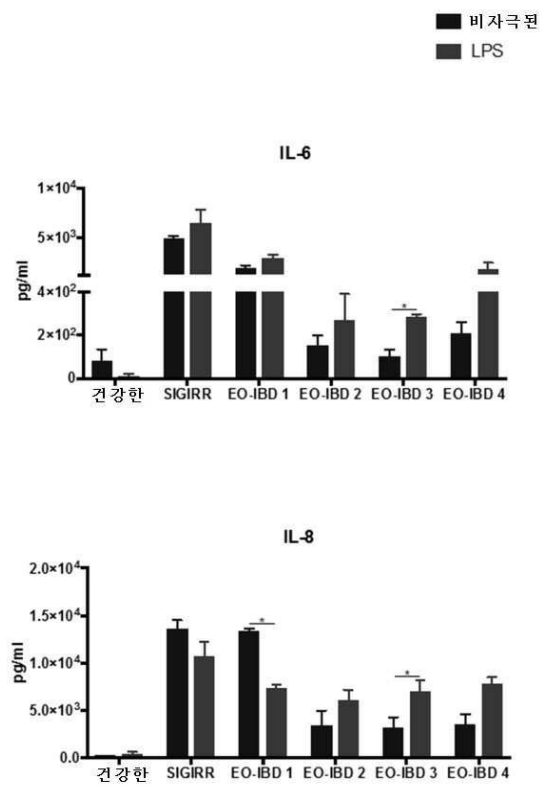 비자극된
LPS
IL-6
1×10⁴
5×10³
4×10²
2×10²
0
pg/ml
*
건강한 SIGIRR EO-IBD 1 EO-IBD 2 EO-IBD 3 EO-IBD 4
IL-8
2.0×10⁴
1.5×10⁴
1.0×10⁴
5.0×10³
0.0
pg/ml
*
*
건강한 SIGIRR EO-IBD 1 EO-IBD 2 EO-IBD 3 EO-IBD 4